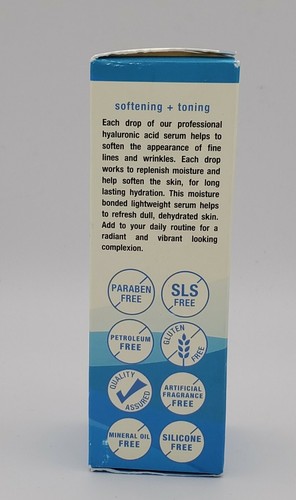 softening + toning
Each drop of our professional
hyaluronic acid serum helps to
soften the appearance of fine
lines and wrinkles. Each drop
works to replenish moisture and
help soften the skin, for long
lasting hydration. This moisture
bonded lightweight serum helps
to refresh dull, dehydrated skin.
Add to your daily routine for a
radiant and vibrant looking
complexion.
PARABEN
FREE
SLS
FREE
PETROLEUM
FREE
GLUTEN
FREE
QUALITY
ASSURED
ARTIFICIAL
FRAGRANCE
FREE
MINERAL OIL
FREE
SILICONE
FREE